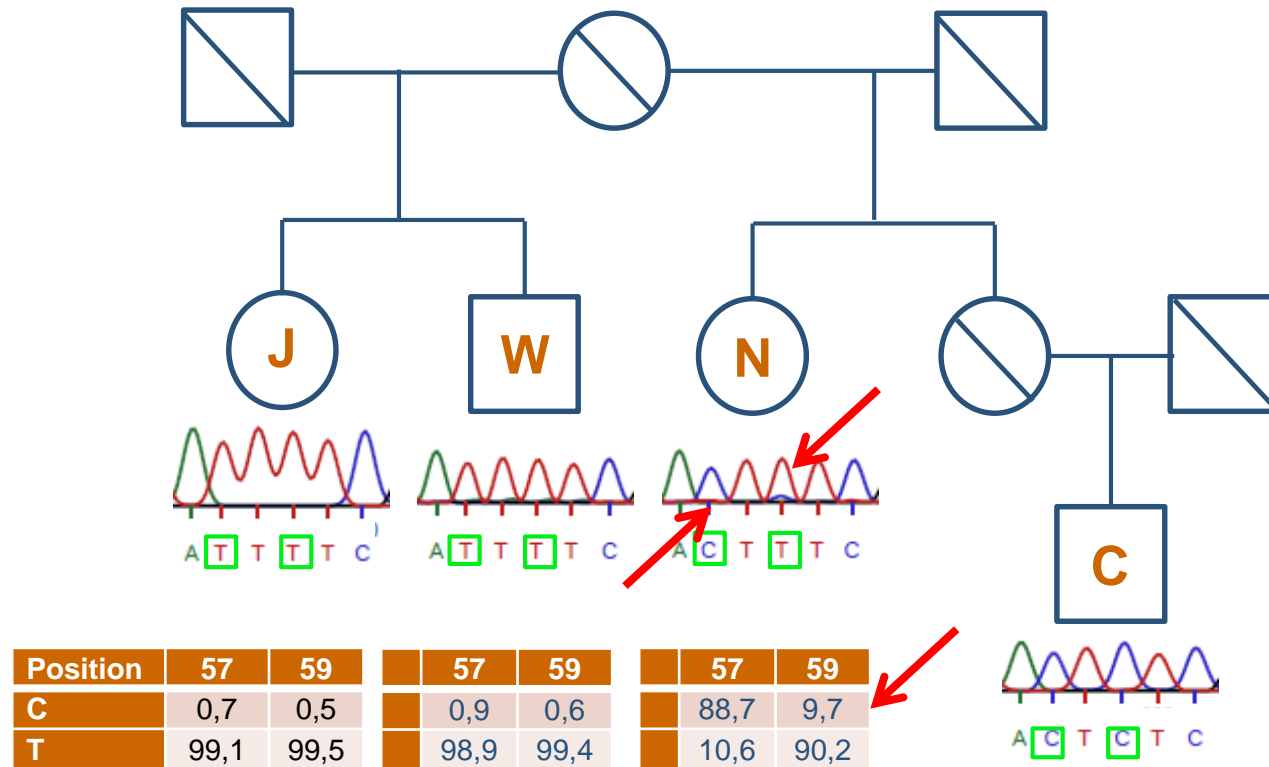 J
W
N
C
A T T T T C
)
A T T T T C
A C T T T C
A C T C T C
Position 57 59
C 0,7 0,5
T 99,1 99,5
57 59
0,9 0,6
98,9 99,4
57 59
88,7 9,7
10,6 90,2